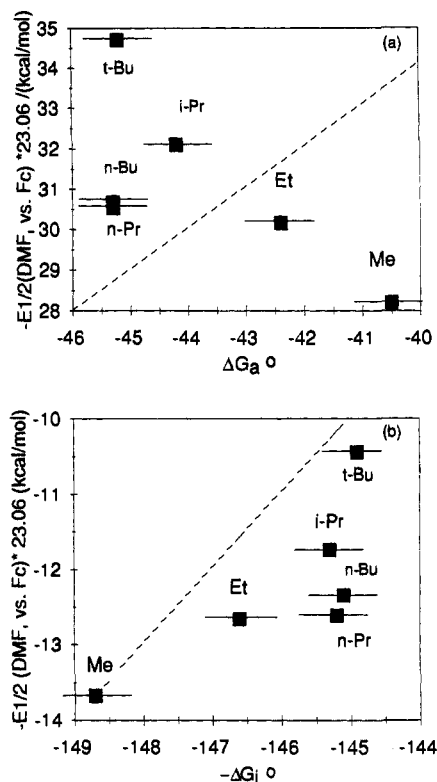 -E1/2(DMF, vs. Fc) *23.06 /(kcal/mol)
(a)
35
34
33
32
31
30
29
28
t-Bu
i-Pr
n-Bu
n-Pr
Et
Me
-46 -45 -44 -43 -42 -41 -40
ΔGa º
-E1/2 (DMF, vs. Fc)* 23.06 (kcal/mol)
(b)
-10
-11
-12
-13
-14
t-Bu
i-Pr
n-Bu
Et
n-Pr
Me
-149 -148 -147 -146 -145 -144
-ΔGi º